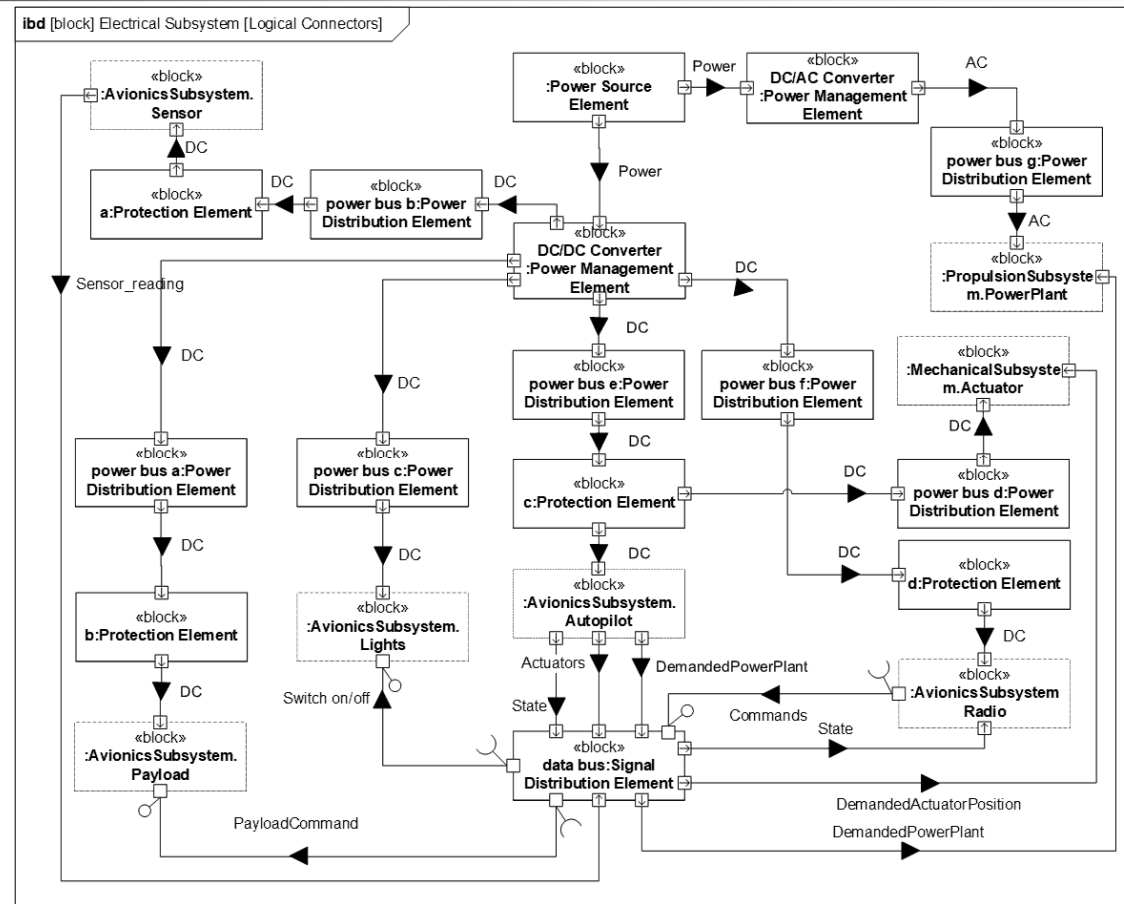 ibd [block] Electrical Subsystem [Logical Connectors]
«block»
:AvionicsSubsystem.
Sensor
«block»
:Power Source
Element
Power
«block»
DC/AC Converter
:Power Management
Element
AC
DC
Power
«block»
power bus g:Power
Distribution Element
«block»
a:Protection Element
DC
«block»
power bus b:Power
Distribution Element
DC
AC
«block»
DC/DC Converter
:Power Management
Element
«block»
:PropulsionSubsyste
m.PowerPlant
Sensor_reading
DC
DC
DC
DC
«block»
power bus e:Power
Distribution Element
«block»
power bus f:Power
Distribution Element
«block»
:MechanicalSubsyste
m.Actuator
DC
DC
«block»
power bus a:Power
Distribution Element
«block»
power bus c:Power
Distribution Element
«block»
c:Protection Element
DC
«block»
power bus d:Power
Distribution Element
DC
DC
DC
DC
«block»
d:Protection Element
«block»
b:Protection Element
«block»
:AvionicsSubsystem.
Lights
«block»
:AvionicsSubsystem.
Autopilot
DC
DC
Actuators
DemandedPowerPlant
«block»
:AvionicsSubsystem
Radio
Switch on/off
State
Commands
State
«block»
:AvionicsSubsystem.
Payload
«block»
data bus:Signal
Distribution Element
DemandedActuatorPosition
PayloadCommand
DemandedPowerPlant